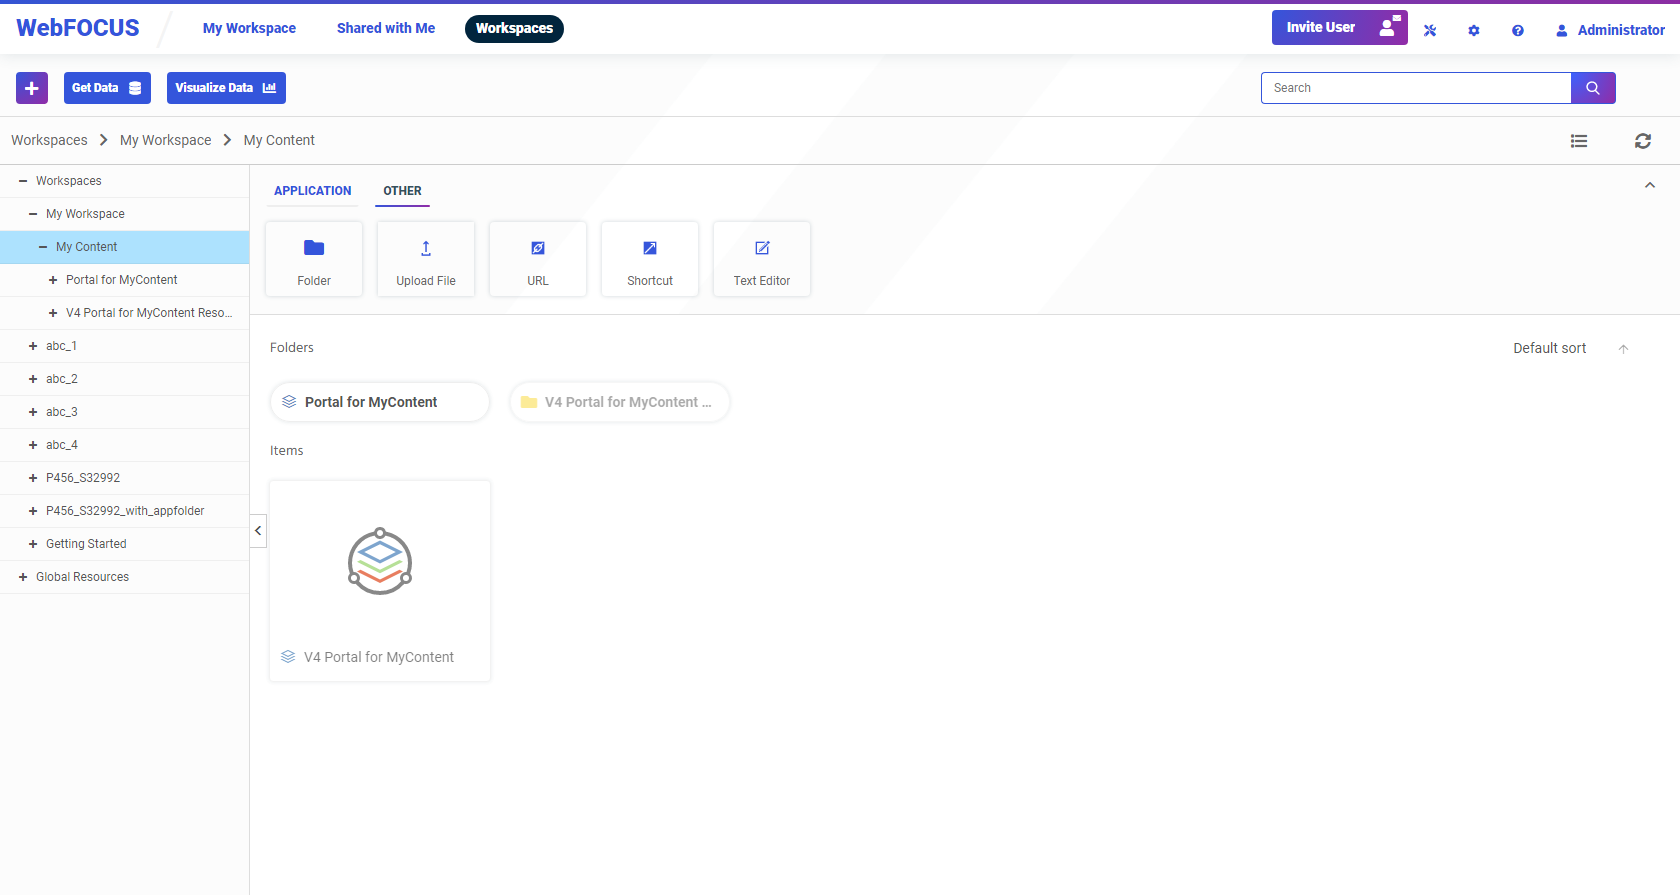 WebFOCUS
My Workspace
Shared with Me
Workspaces
Invite User
Administrator
Get Data
Visualize Data
Search
Workspaces > My Workspace > My Content
Workspaces
My Workspace
My Content
Portal for MyContent
V4 Portal for MyContent Reso...
abc_1
abc_2
abc_3
abc_4
P456_S32992
P456_S32992_with_appfolder
Getting Started
Global Resources
APPLICATION
OTHER
Folder
Upload File
URL
Shortcut
Text Editor
Folders
Default sort
Portal for MyContent
V4 Portal for MyContent ...
Items
V4 Portal for MyContent